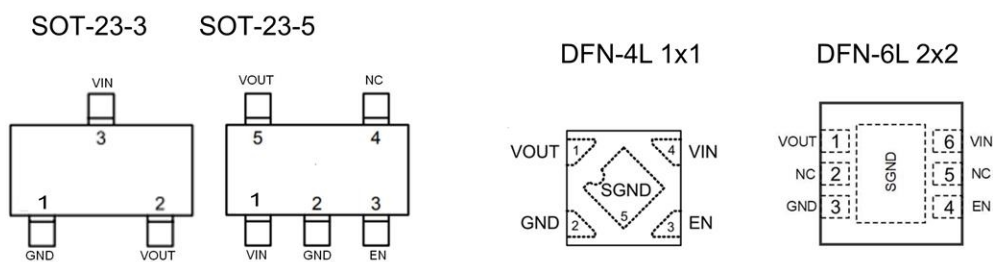 SOT-23-3
VIN
3
1
2
GND
VOUT
SOT-23-5
VOUT
NC
5
4
1
2
3
VIN
GND
EN
DFN-4L 1x1
VOUT
1
4
VIN
SGND
GND
2
5
3
EN
DFN-6L 2x2
VOUT
1
6
VIN
NC
2
SGND
5
NC
GND
3
4
EN